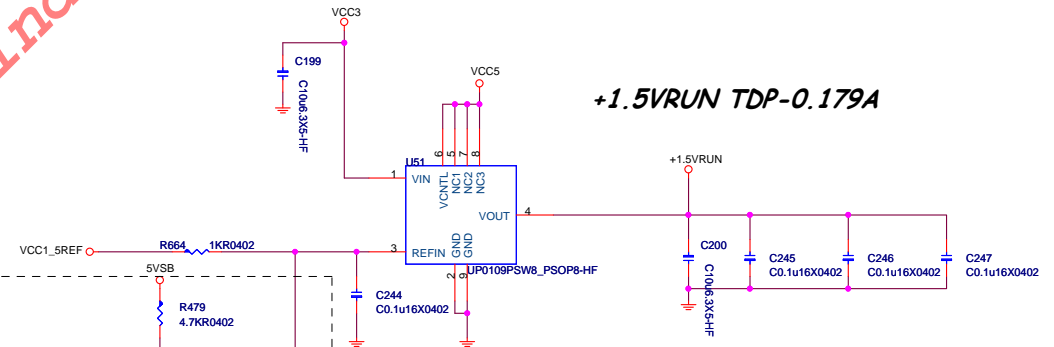 VCC3
C199
C10u6.3X5-HF
VCC5
+1.5VRUN TDP-0.179A
U51
6
5
7
8
1
VIN
VCNTL
NC1
NC2
NC3
+1.5VRUN
VOUT
4
VCC1_5REF
R664
1KR0402
3
REFIN
GND
GND
2
9
UP0109PSW8_PSOP8-HF
C200
C10u6.3X5-HF
C245
C0.1u16X0402
C246
C0.1u16X0402
C247
C0.1u16X0402
5VSB
R479
4.7KR0402
C244
C0.1u16X0402